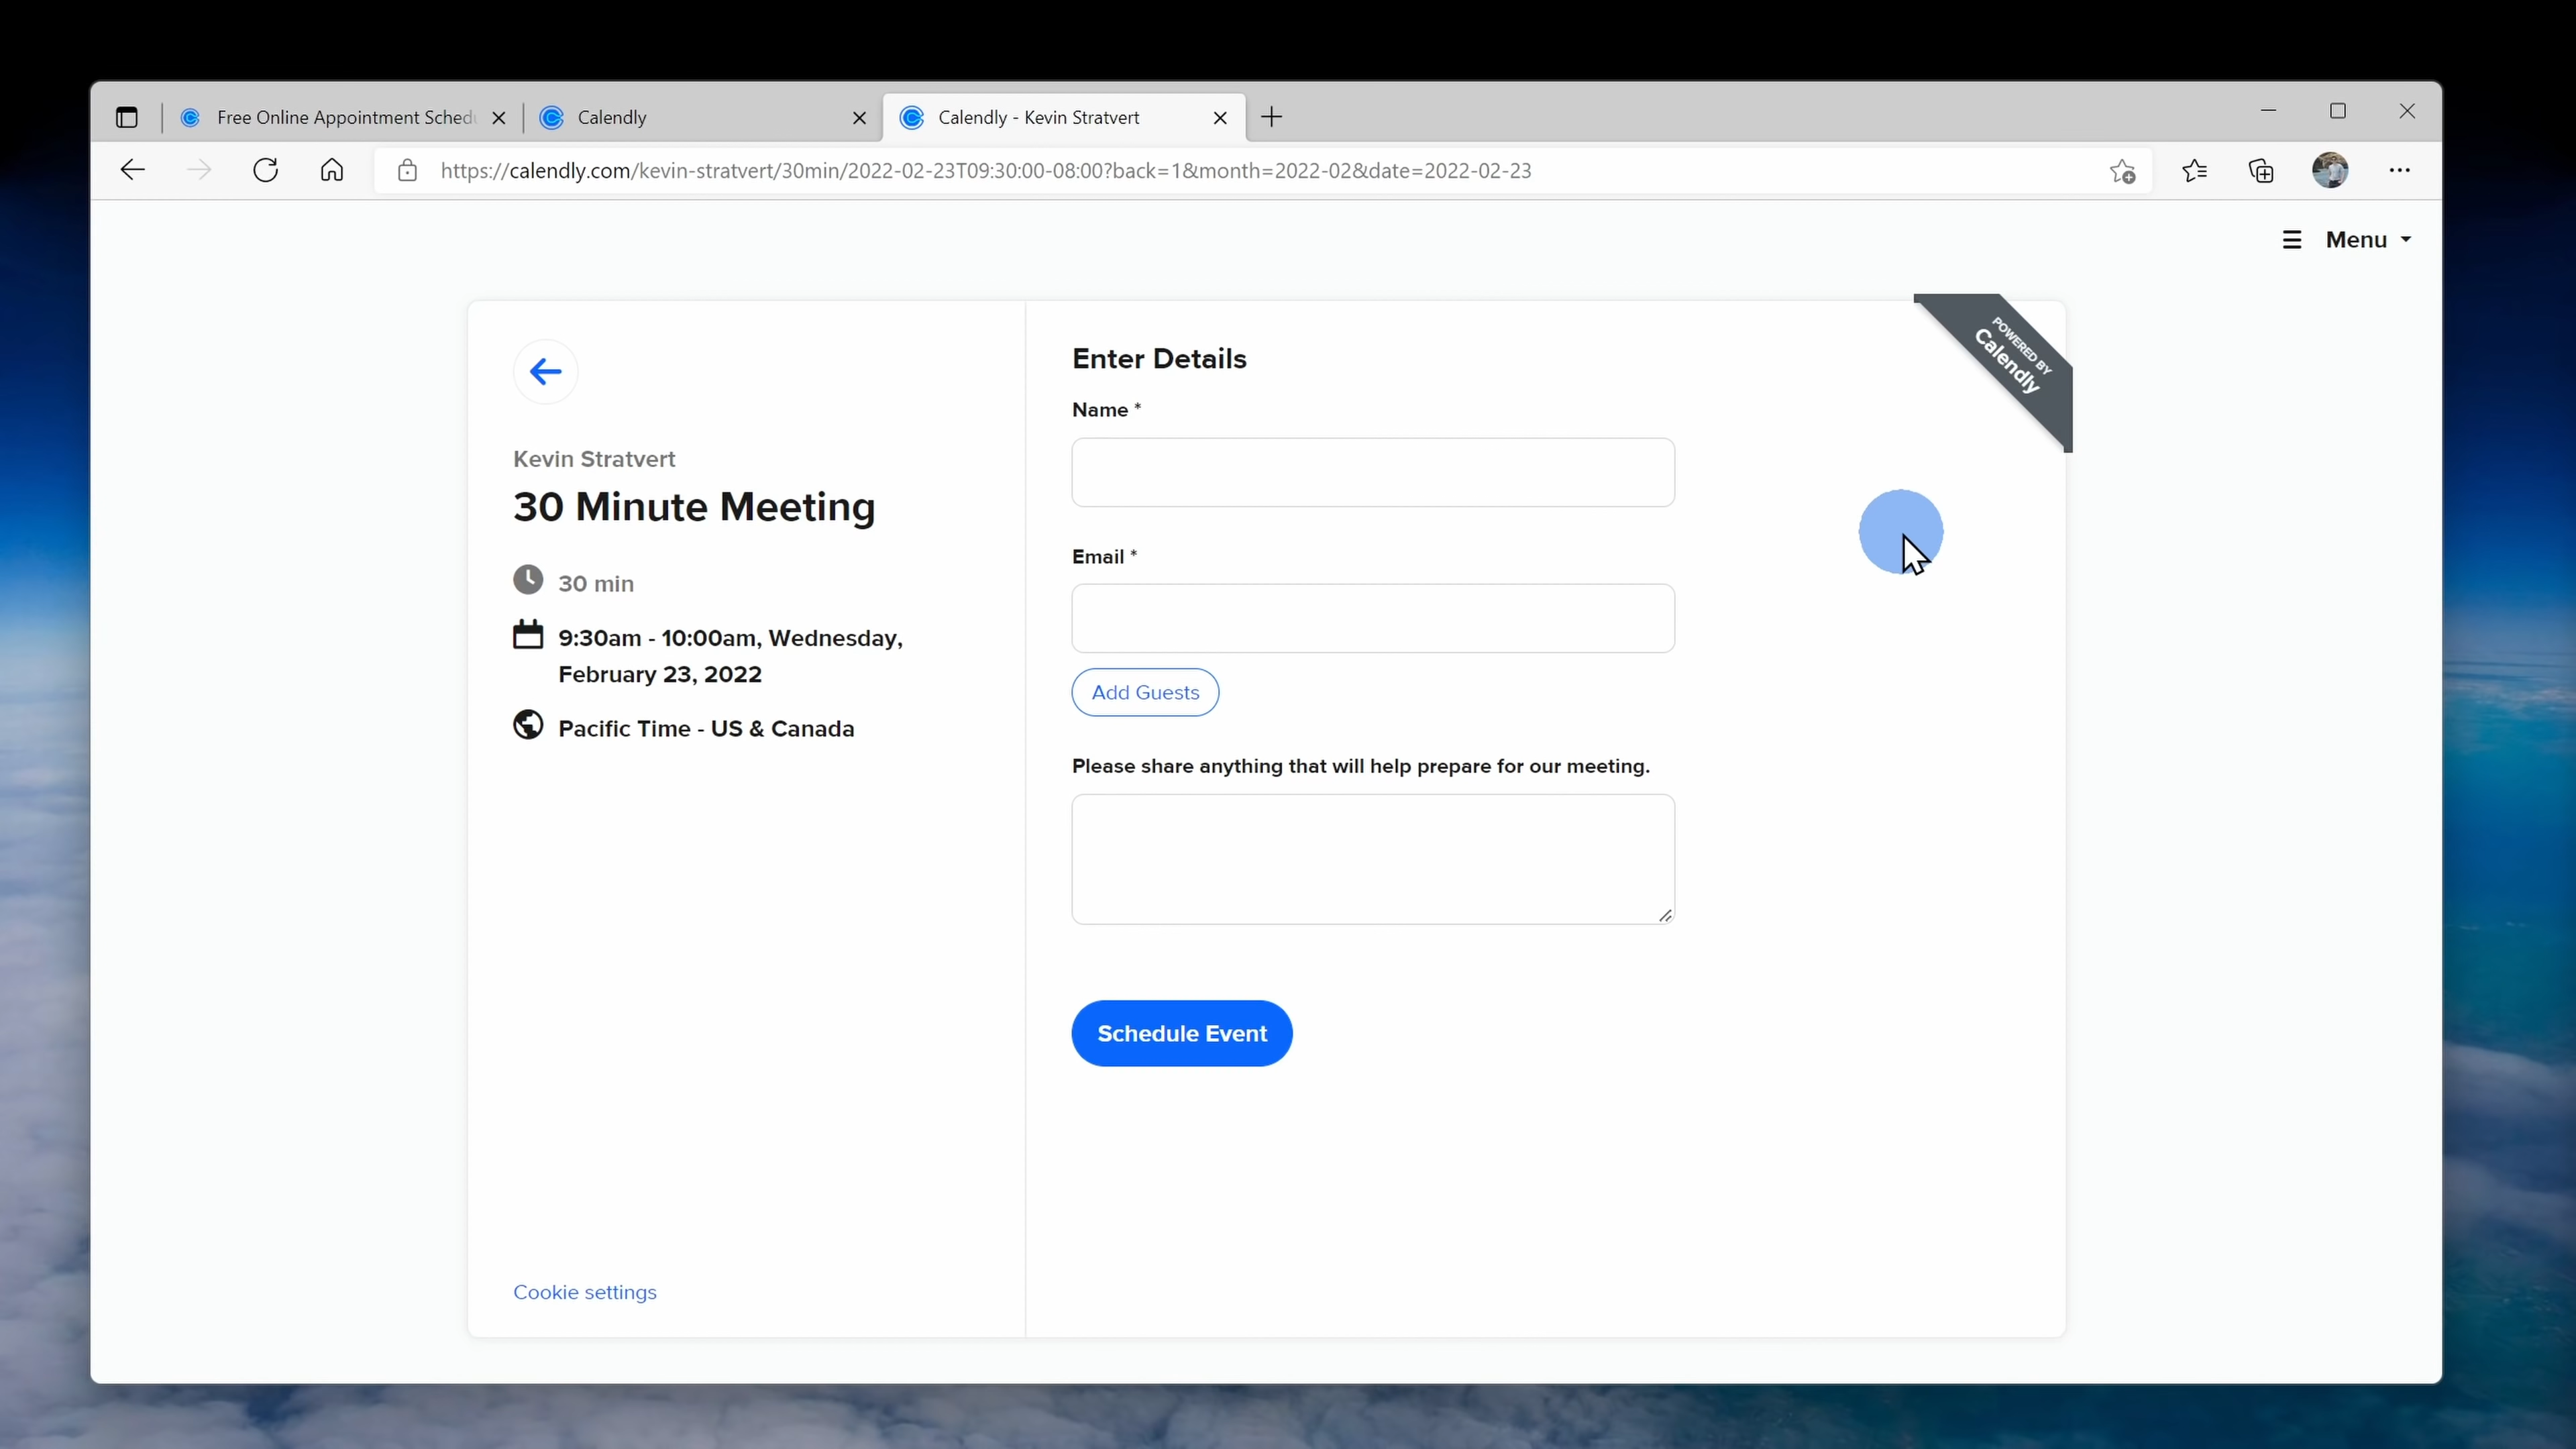 Free Online Appointment Sched
Calendly
Calendly - Kevin Stratvert
https://calendly.com/kevin-stratvert/30min/2022-02-23T09:30:00-08:00?back=1&month=2022-02&date=2022-02-23
Menu
POWERED BY
Calendly
Kevin Stratvert
30 Minute Meeting
30 min
9:30am - 10:00am, Wednesday,
February 23, 2022
Pacific Time - US & Canada
Cookie settings
Enter Details
Name *
Email *
Add Guests
Please share anything that will help prepare for our meeting.
Schedule Event